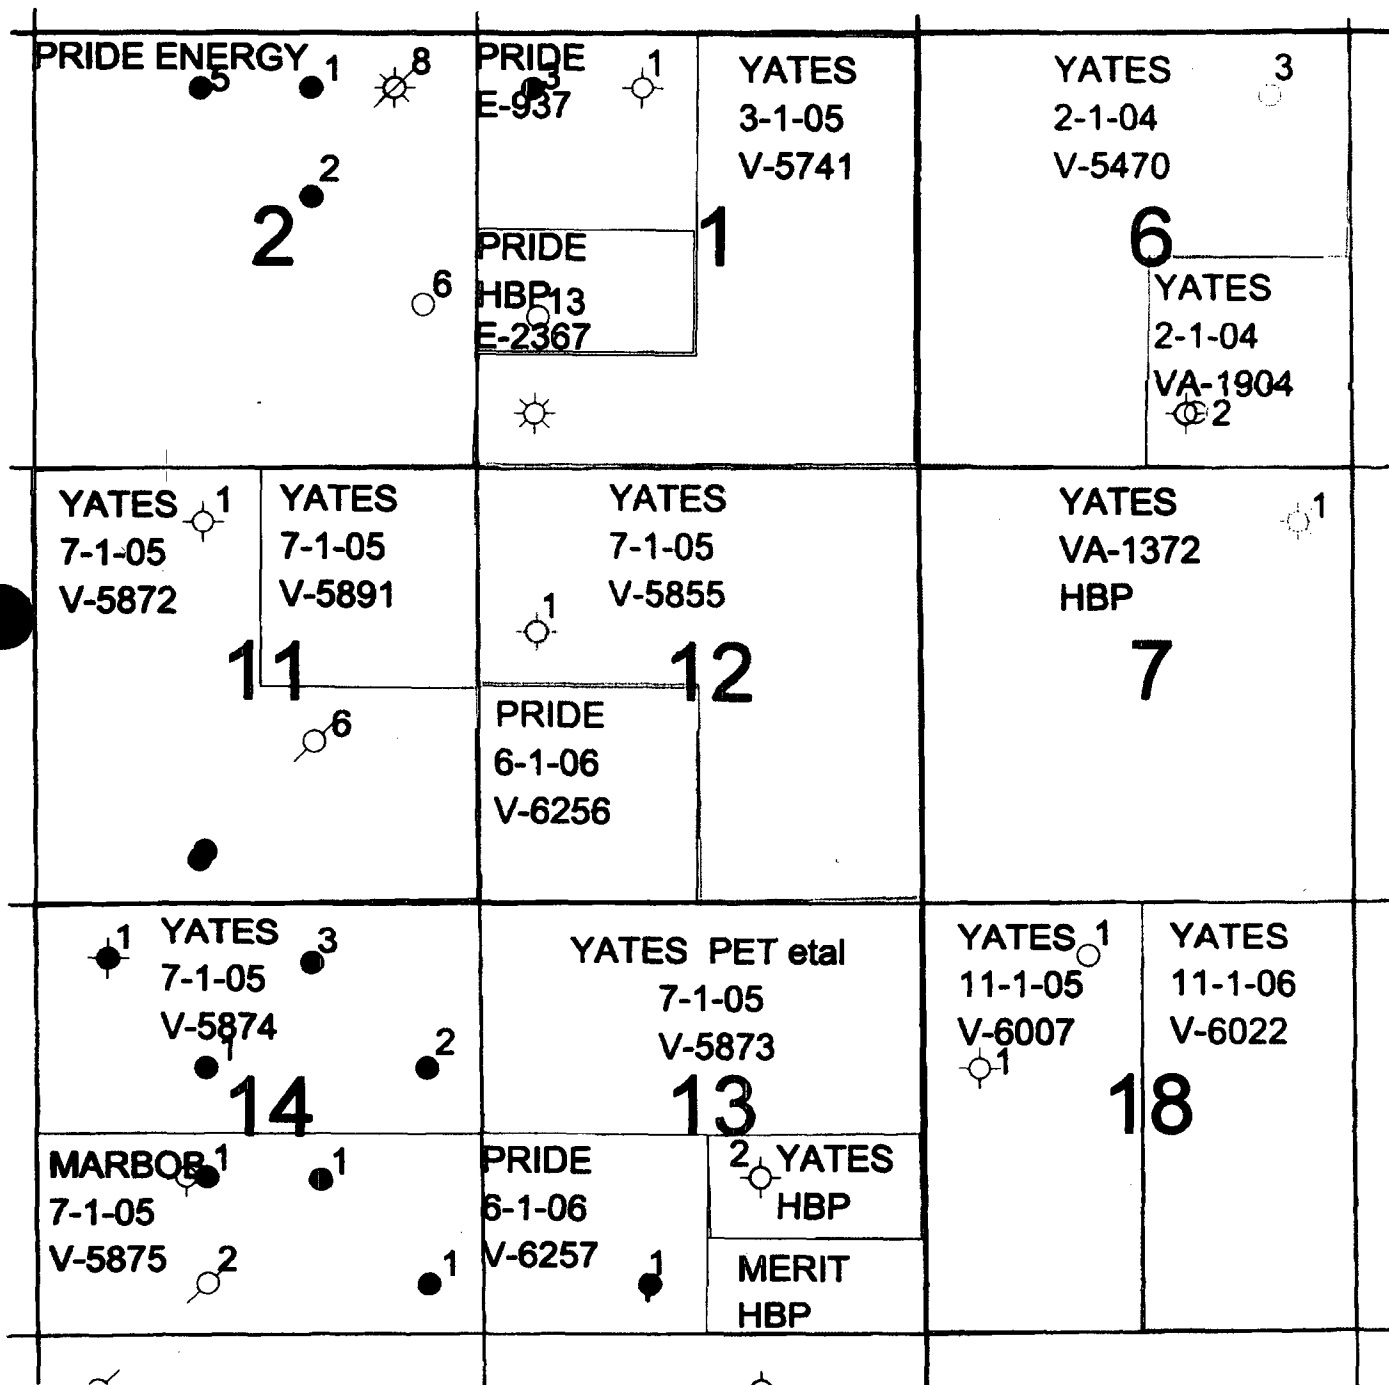 PRIDE ENERGY
5
1
8
2
2
6
PRIDE
3
E-937
1
PRIDE
HBP
13
E-2367
YATES
3-1-05
V-5741
1
YATES
2-1-04
V-5470
3
6
YATES
2-1-04
VA-1904
2
YATES
7-1-05
V-5872
1
YATES
7-1-05
V-5891
11
6
YATES
7-1-05
V-5855
1
12
PRIDE
6-1-06
V-6256
YATES
VA-1372
HBP
1
7
1
YATES
7-1-05
V-5874
3
1
2
14
MARBOB
7-1-05
V-5875
1
1
2
1
YATES PET etal
7-1-05
V-5873
13
PRIDE
6-1-06
V-6257
1
2
YATES
HBP
MERIT
HBP
YATES
11-1-05
V-6007
1
1
YATES
11-1-06
V-6022
18